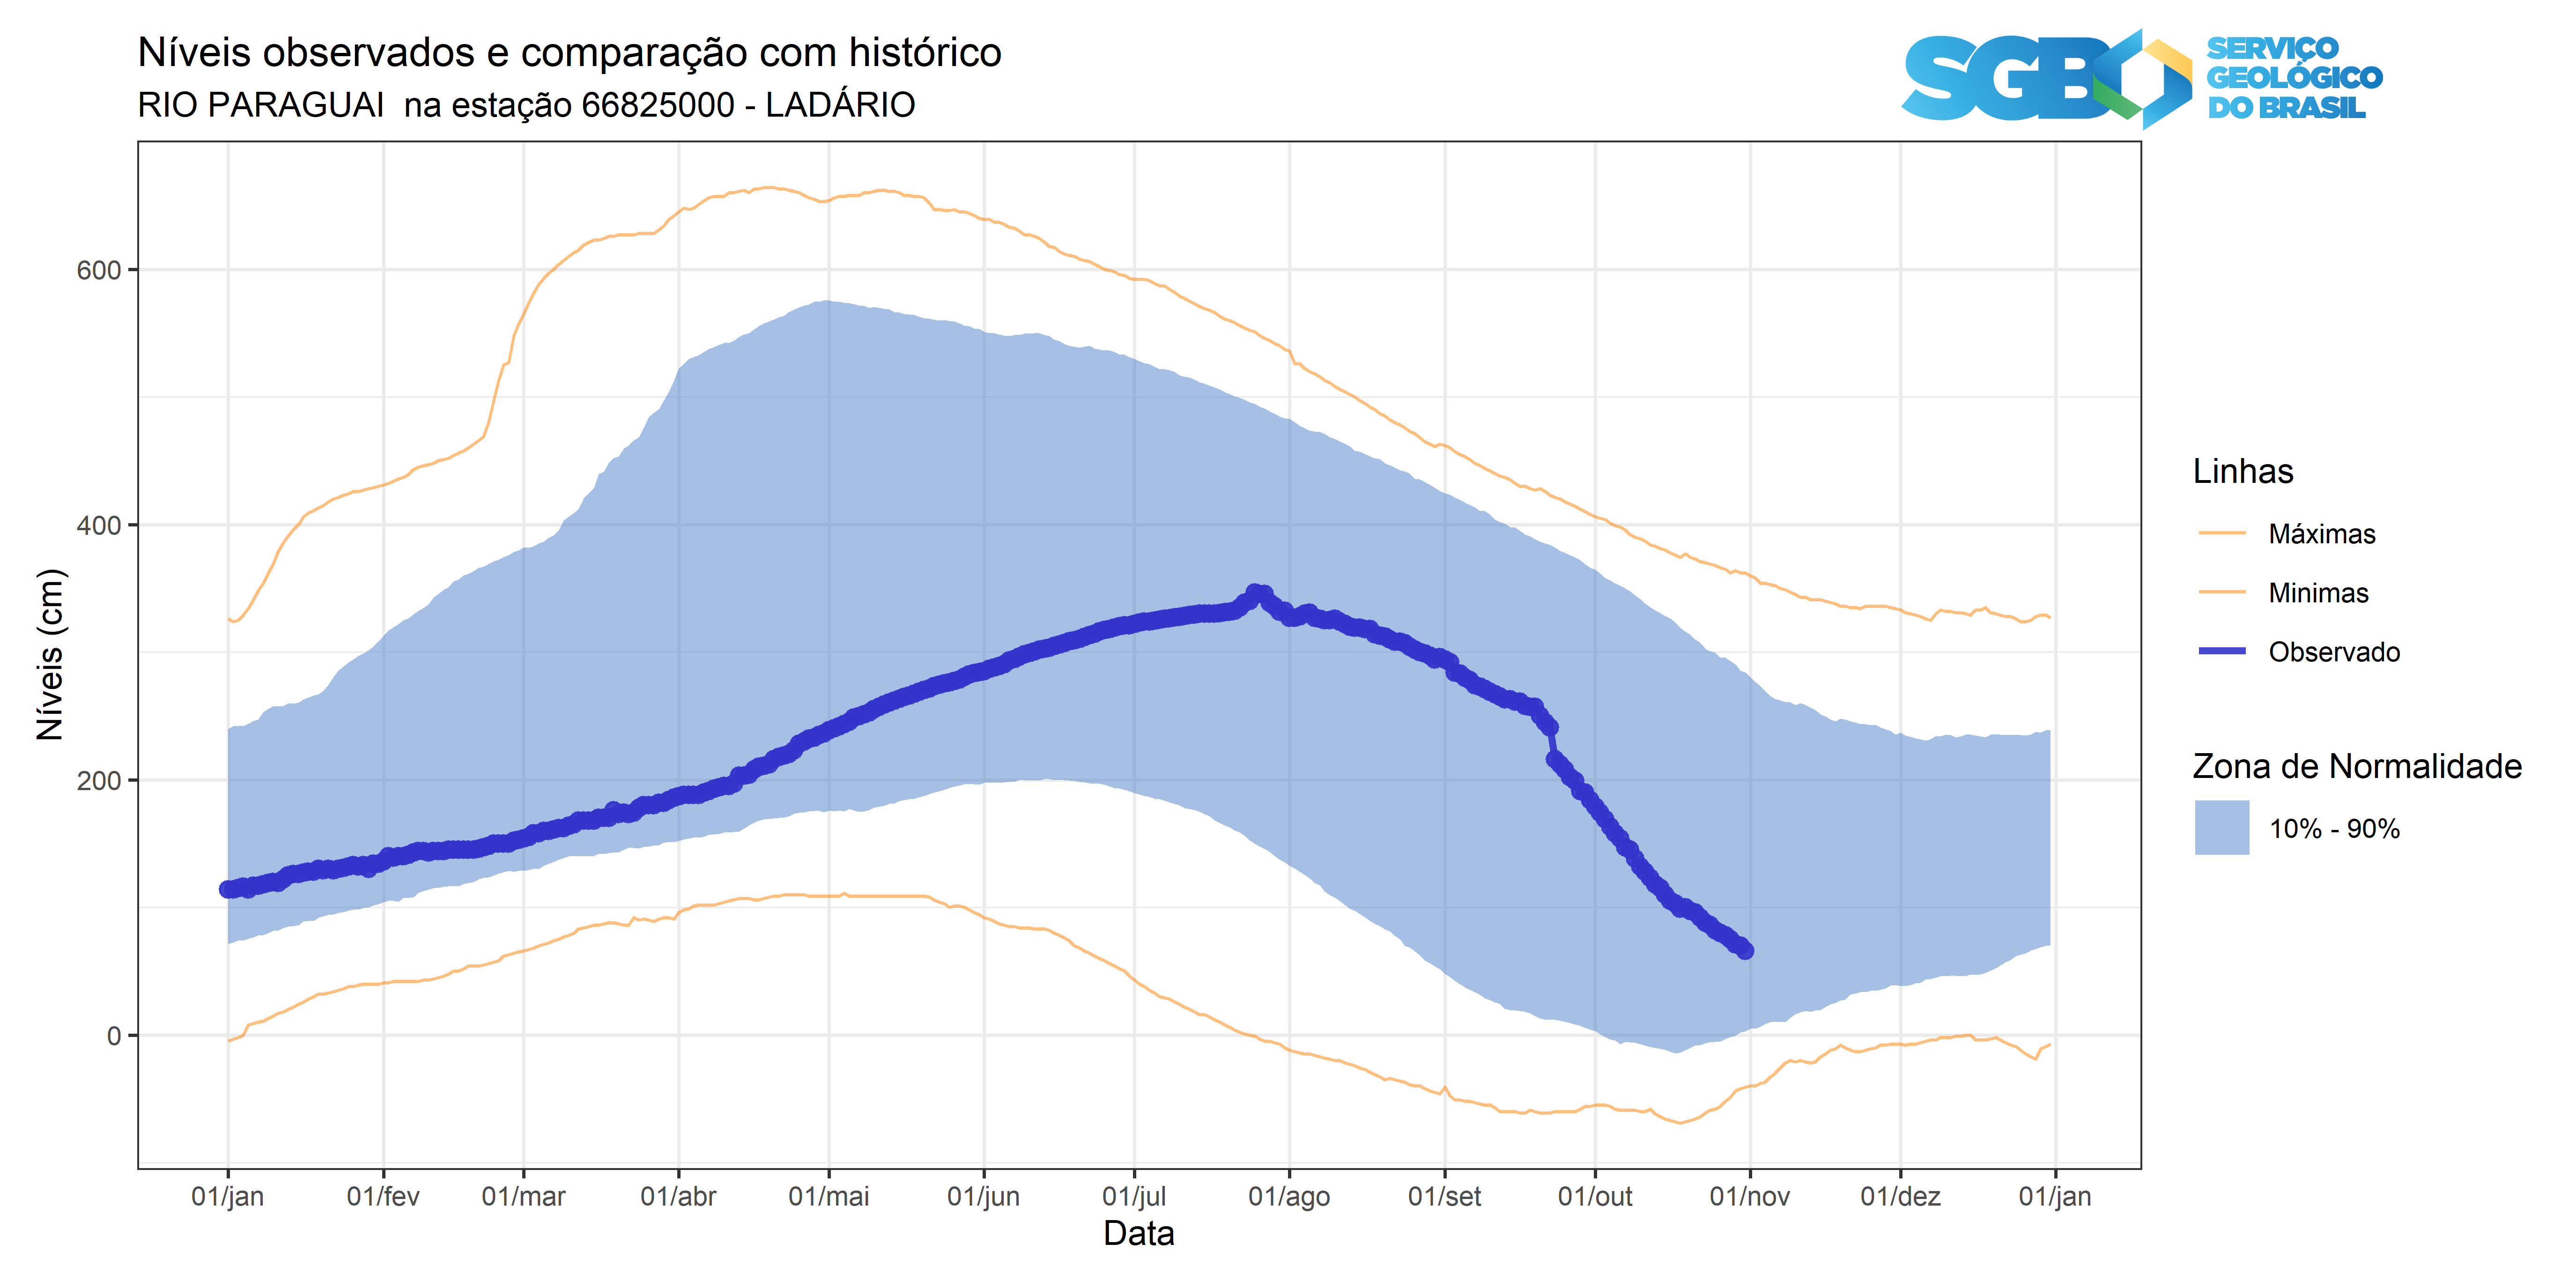 Níveis observados e comparação com histórico
RIO PARAGUAI  na estação 66825000 - LADÁRIO
SGB
SERVIÇO
GEOLÓGICO
DO BRASIL
Níveis (cm)
600
400
200
0
01/jan
01/fev
01/mar
01/abr
01/mai
01/jun
01/jul
01/ago
01/set
01/out
01/nov
01/dez
01/jan
Data
Linhas
Máximas
Minimas
Observado
Zona de Normalidade
10% - 90%